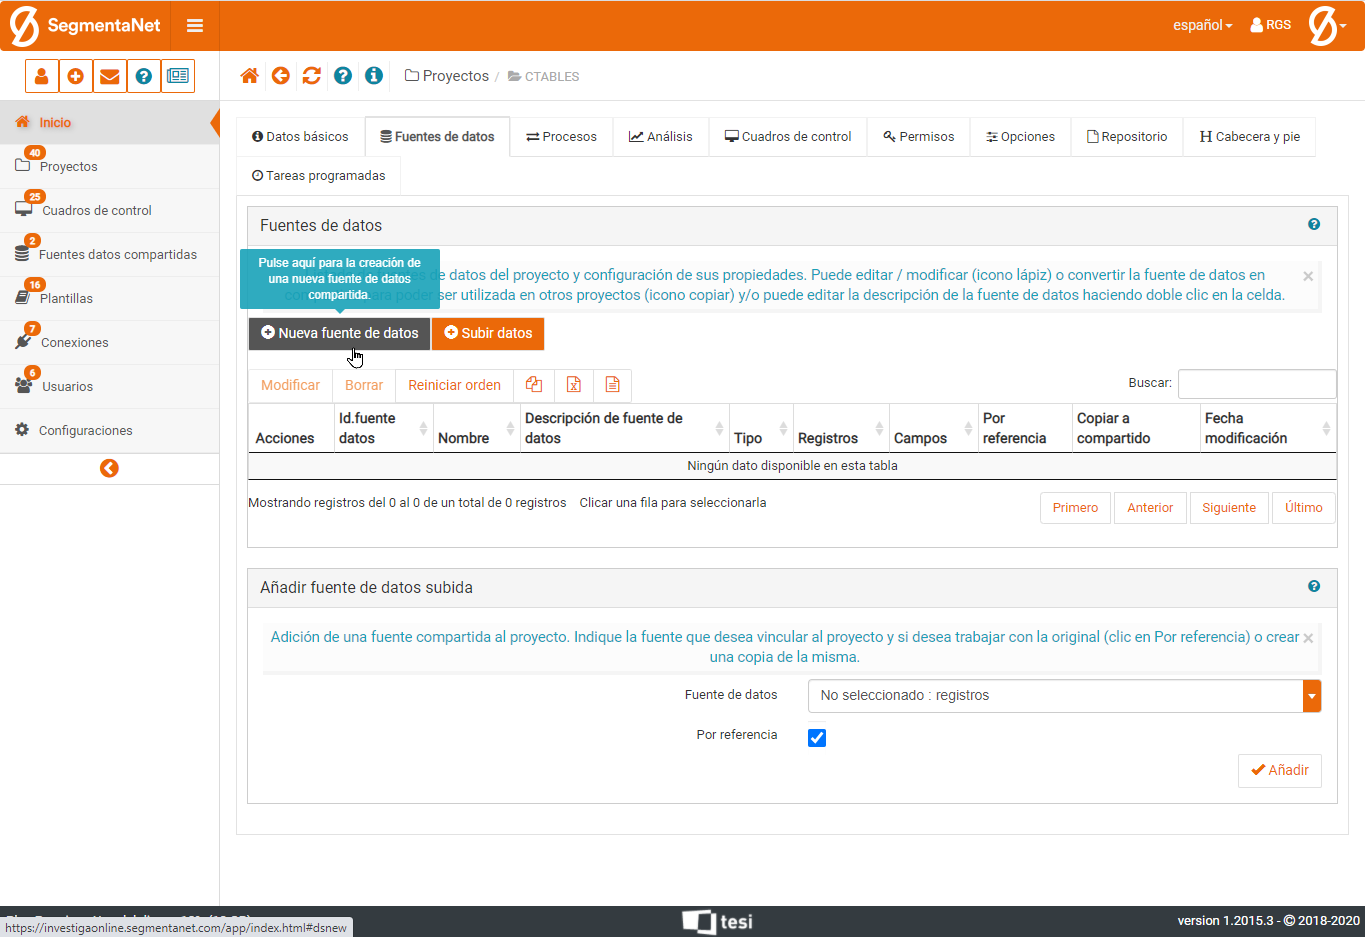 SegmentaNet
español
RGS
Proyectos / CTABLES
Inicio
40
Proyectos
25
Cuadros de control
2
Fuentes datos compartidas
16
Plantillas
7
Conexiones
6
Usuarios
Configuraciones
Datos básicos
Fuentes de datos
Procesos
Análisis
Cuadros de control
Permisos
Opciones
Repositorio
Cabecera y pie
Tareas programadas
Fuentes de datos
Pulse aquí para la creación de
una nueva fuente de datos
compartida.
de datos del proyecto y configuración de sus propiedades. Puede editar / modificar (icono lápiz) o convertir la fuente de datos en
ser utilizada en otros proyectos (icono copiar) y/o puede editar la descripción de la fuente de datos haciendo doble clic en la celda.
×
Nueva fuente de datos
Subir datos
Modificar
Borrar
Reiniciar orden
Buscar:
Acciones
Id.fuente
datos
Nombre
Descripción de fuente de
datos
Tipo
Registros
Campos
Por
referencia
Copiar a
compartido
Fecha
modificación
Ningún dato disponible en esta tabla
Mostrando registros del 0 al 0 de un total de 0 registros Clicar una fila para seleccionarla
Primero
Anterior
Siguiente
Último
Añadir fuente de datos subida
Adición de una fuente compartida al proyecto. Indique la fuente que desea vincular al proyecto y si desea trabajar con la original (clic en Por referencia) o crear
una copia de la misma.
×
Fuente de datos
No seleccionado : registros
Por referencia
Añadir
https://investigaonline.segmentanet.com/app/index.html#dsnew
tesi
version 1.2015.3 - © 2018-2020